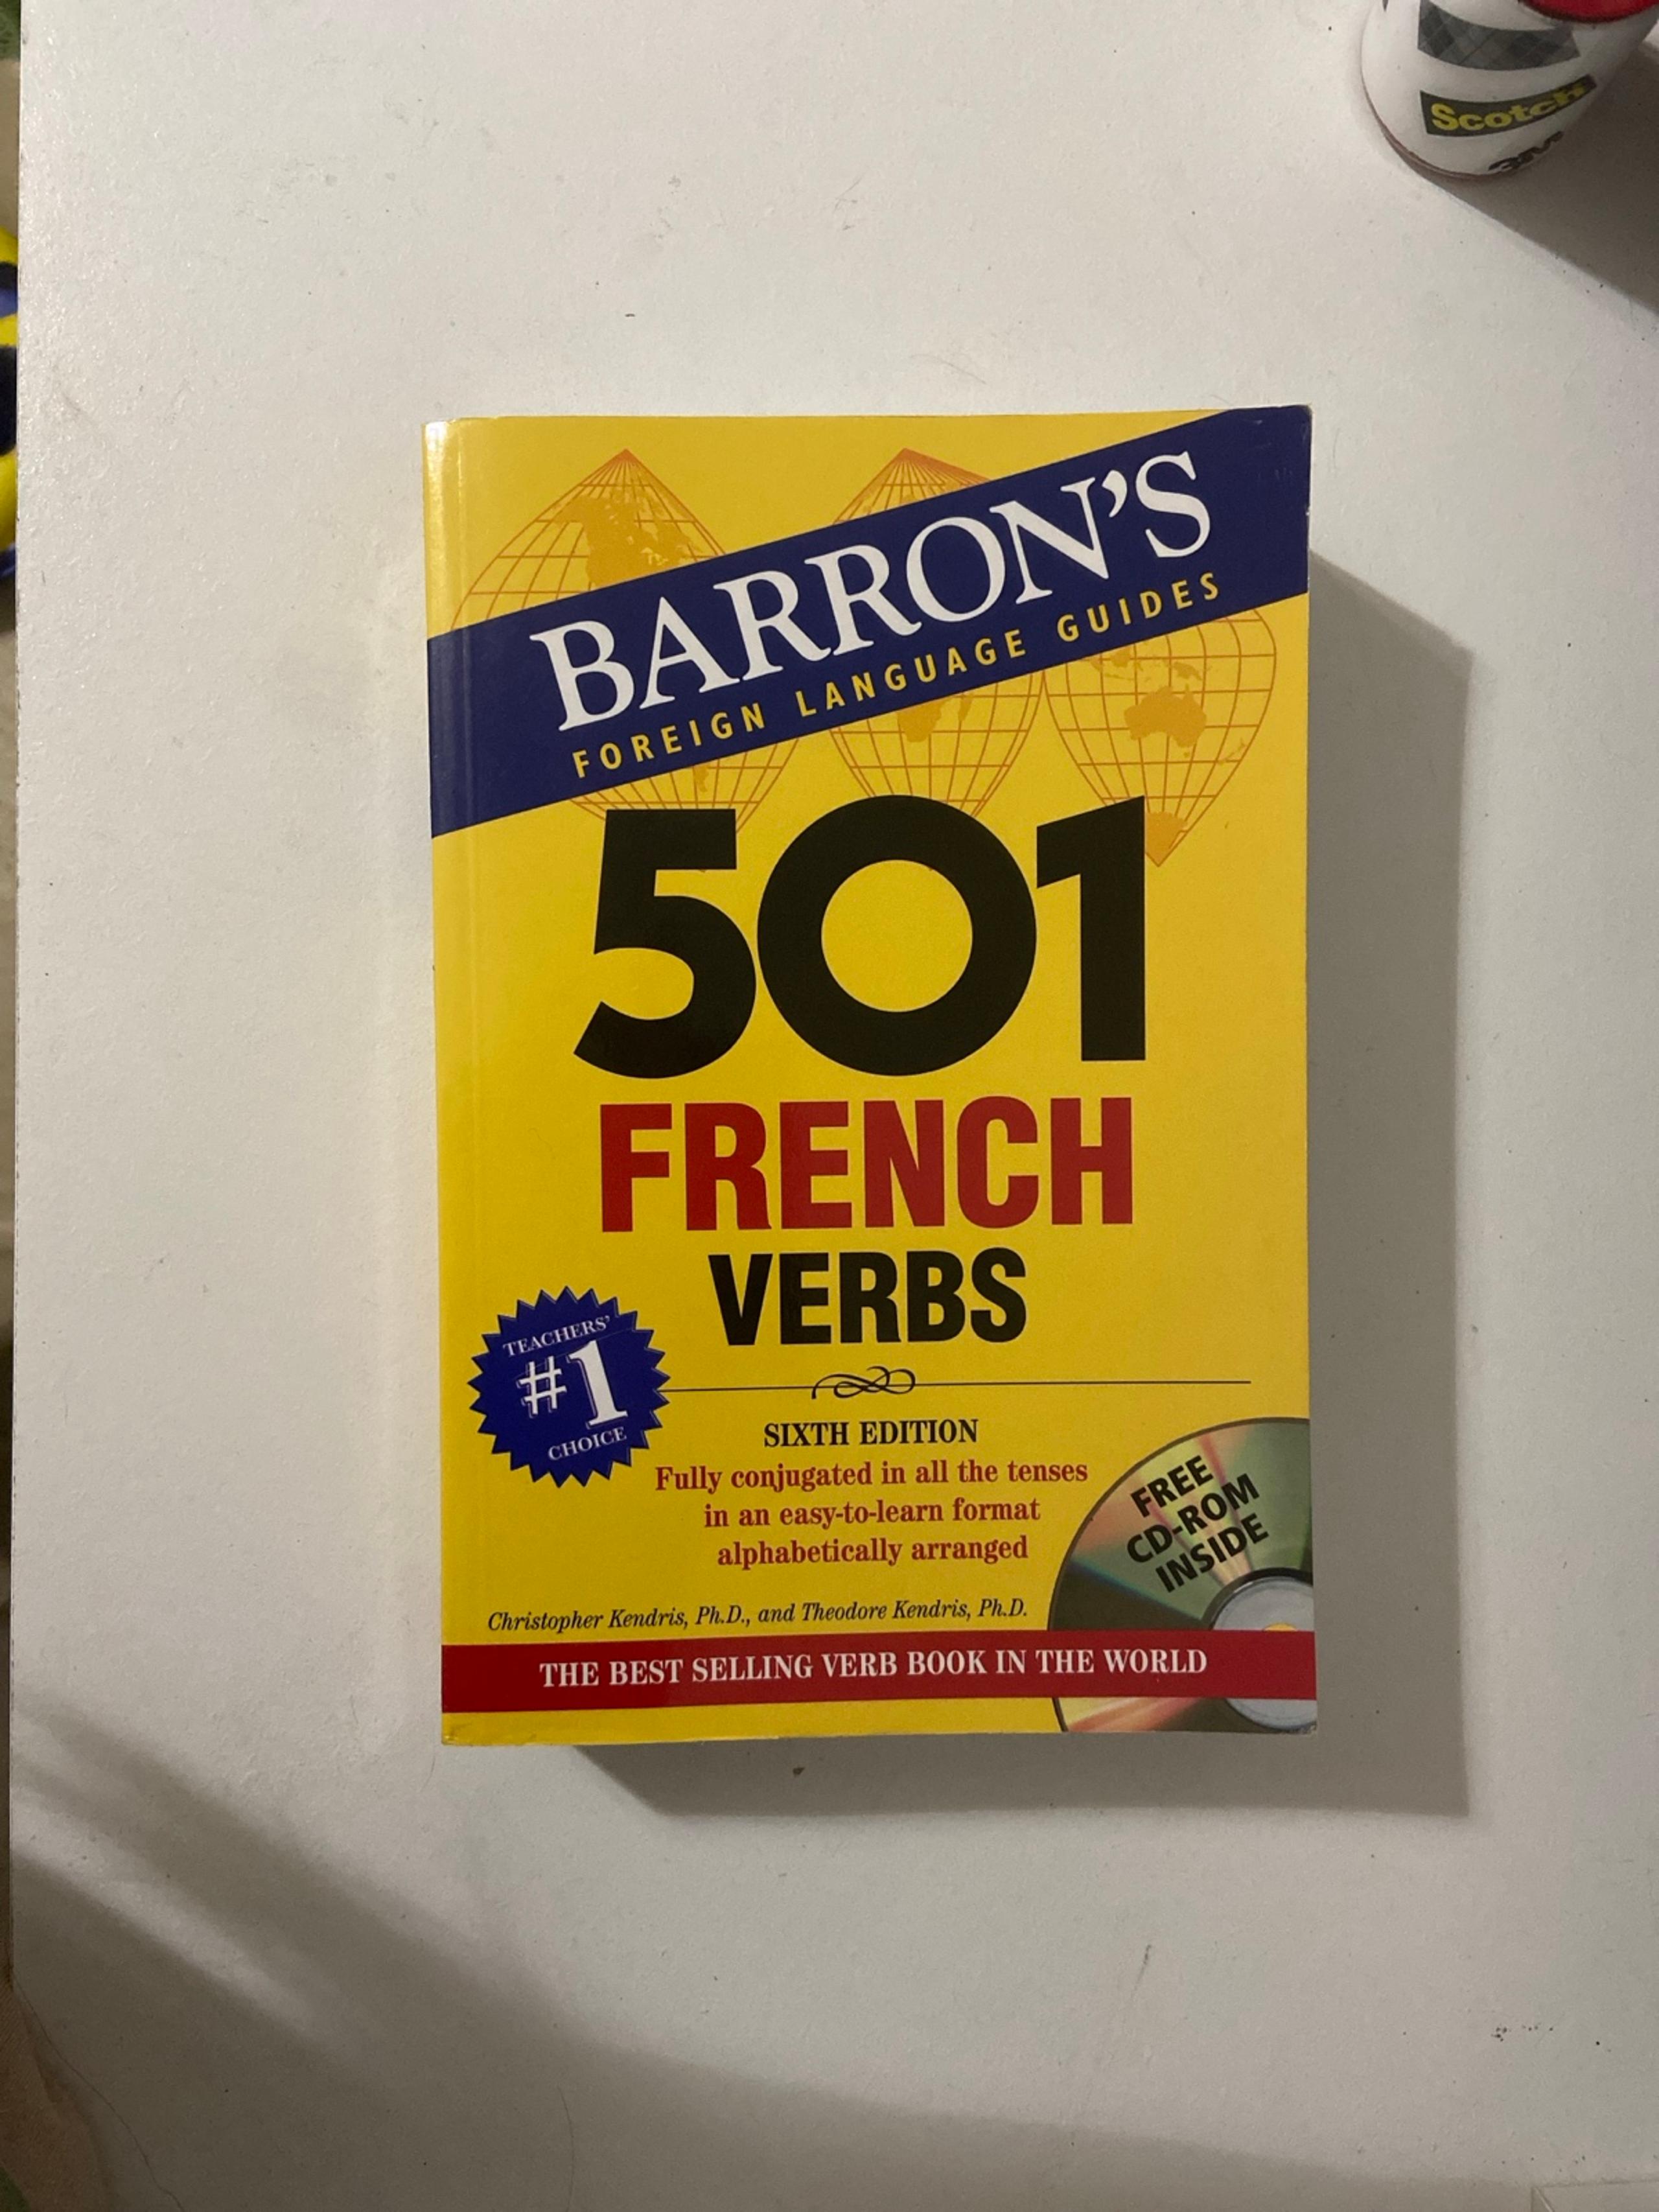 Scotch
3M
BARRON'S
FOREIGN LANGUAGE GUIDES
501
FRENCH
VERBS
TEACHERS'
#1
CHOICE
SIXTH EDITION
Fully conjugated in all the tenses
in an easy-to-learn format
alphabetically arranged
FREE
CD-ROM
INSIDE
Christopher Kendris, Ph.D., and Theodore Kendris, Ph.D.
THE BEST SELLING VERB BOOK IN THE WORLD